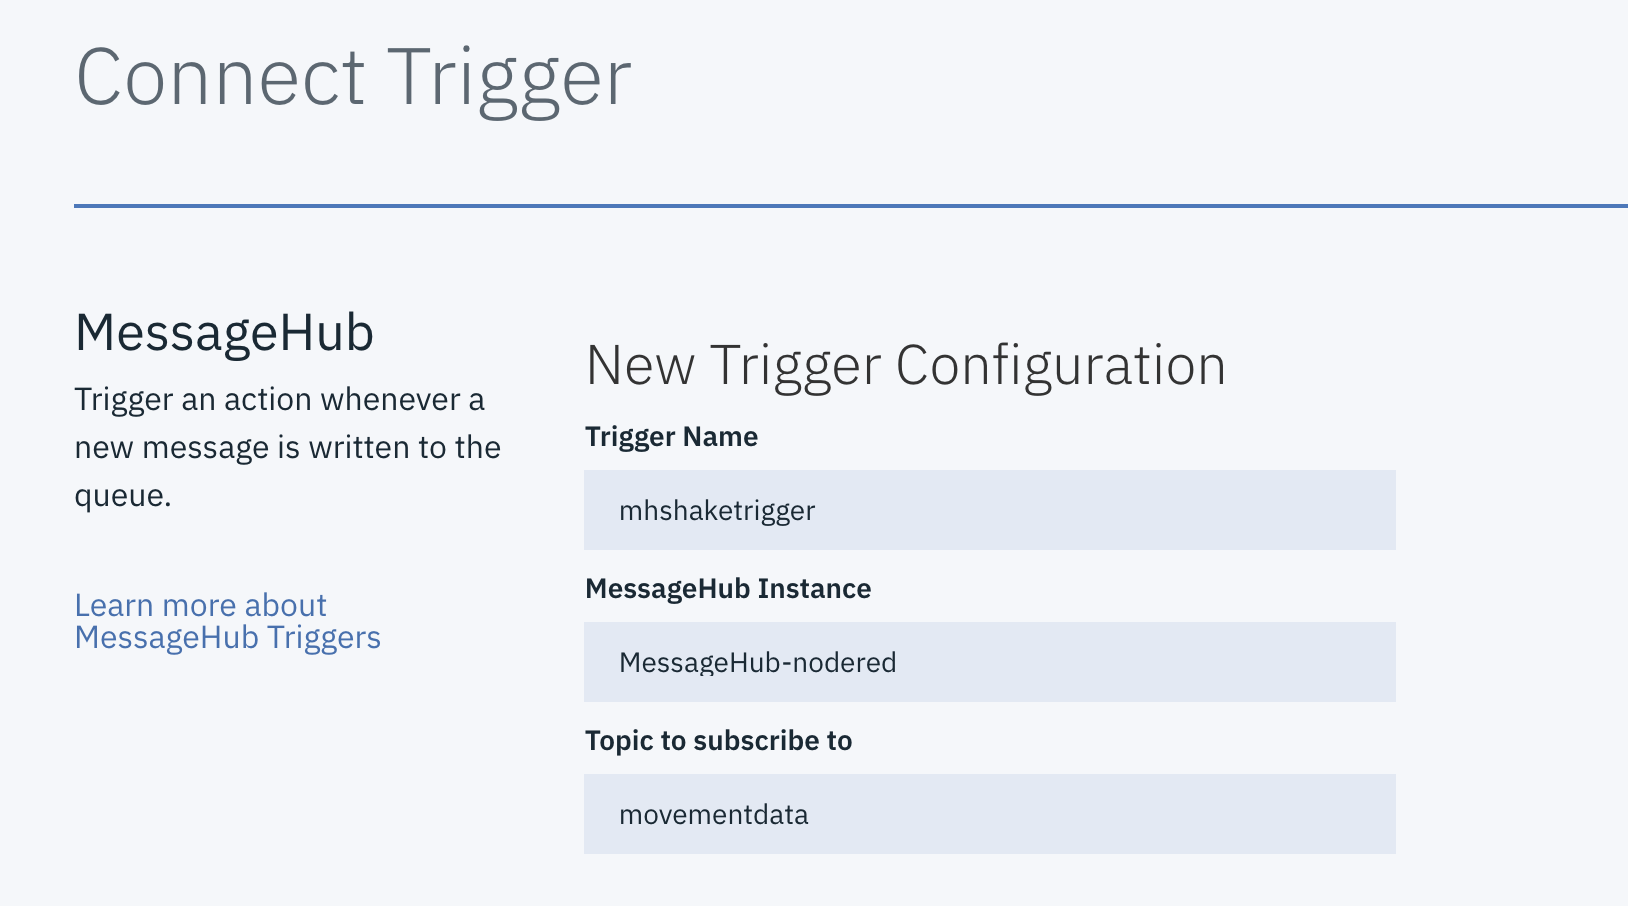 Connect Trigger
MessageHub
Trigger an action whenever a
new message is written to the
queue.
Learn more about
MessageHub Triggers
New Trigger Configuration
Trigger Name
mhshaketrigger
MessageHub Instance
MessageHub-nodered
Topic to subscribe to
movementdata